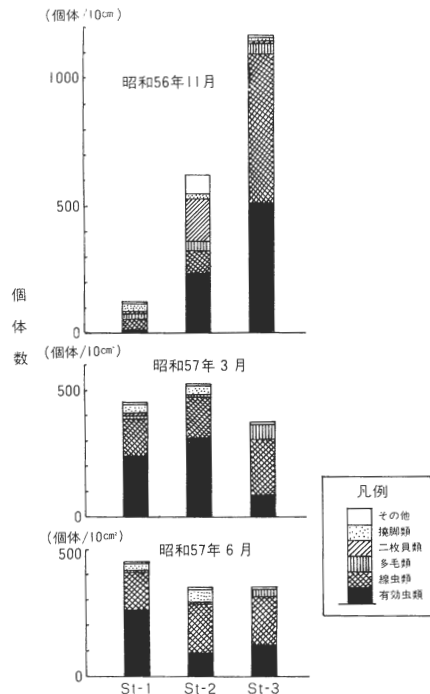 (個体/10cm²)
1000
昭和56年11月
500
0
個体数
(個体/10cm²)
昭和57年 3 月
500
0
(個体/10cm²)
昭和57年 6 月
500
0
St-1 St-2 St-3
凡例
その他
撓脚類
二枚貝類
多毛類
線虫類
有効虫類